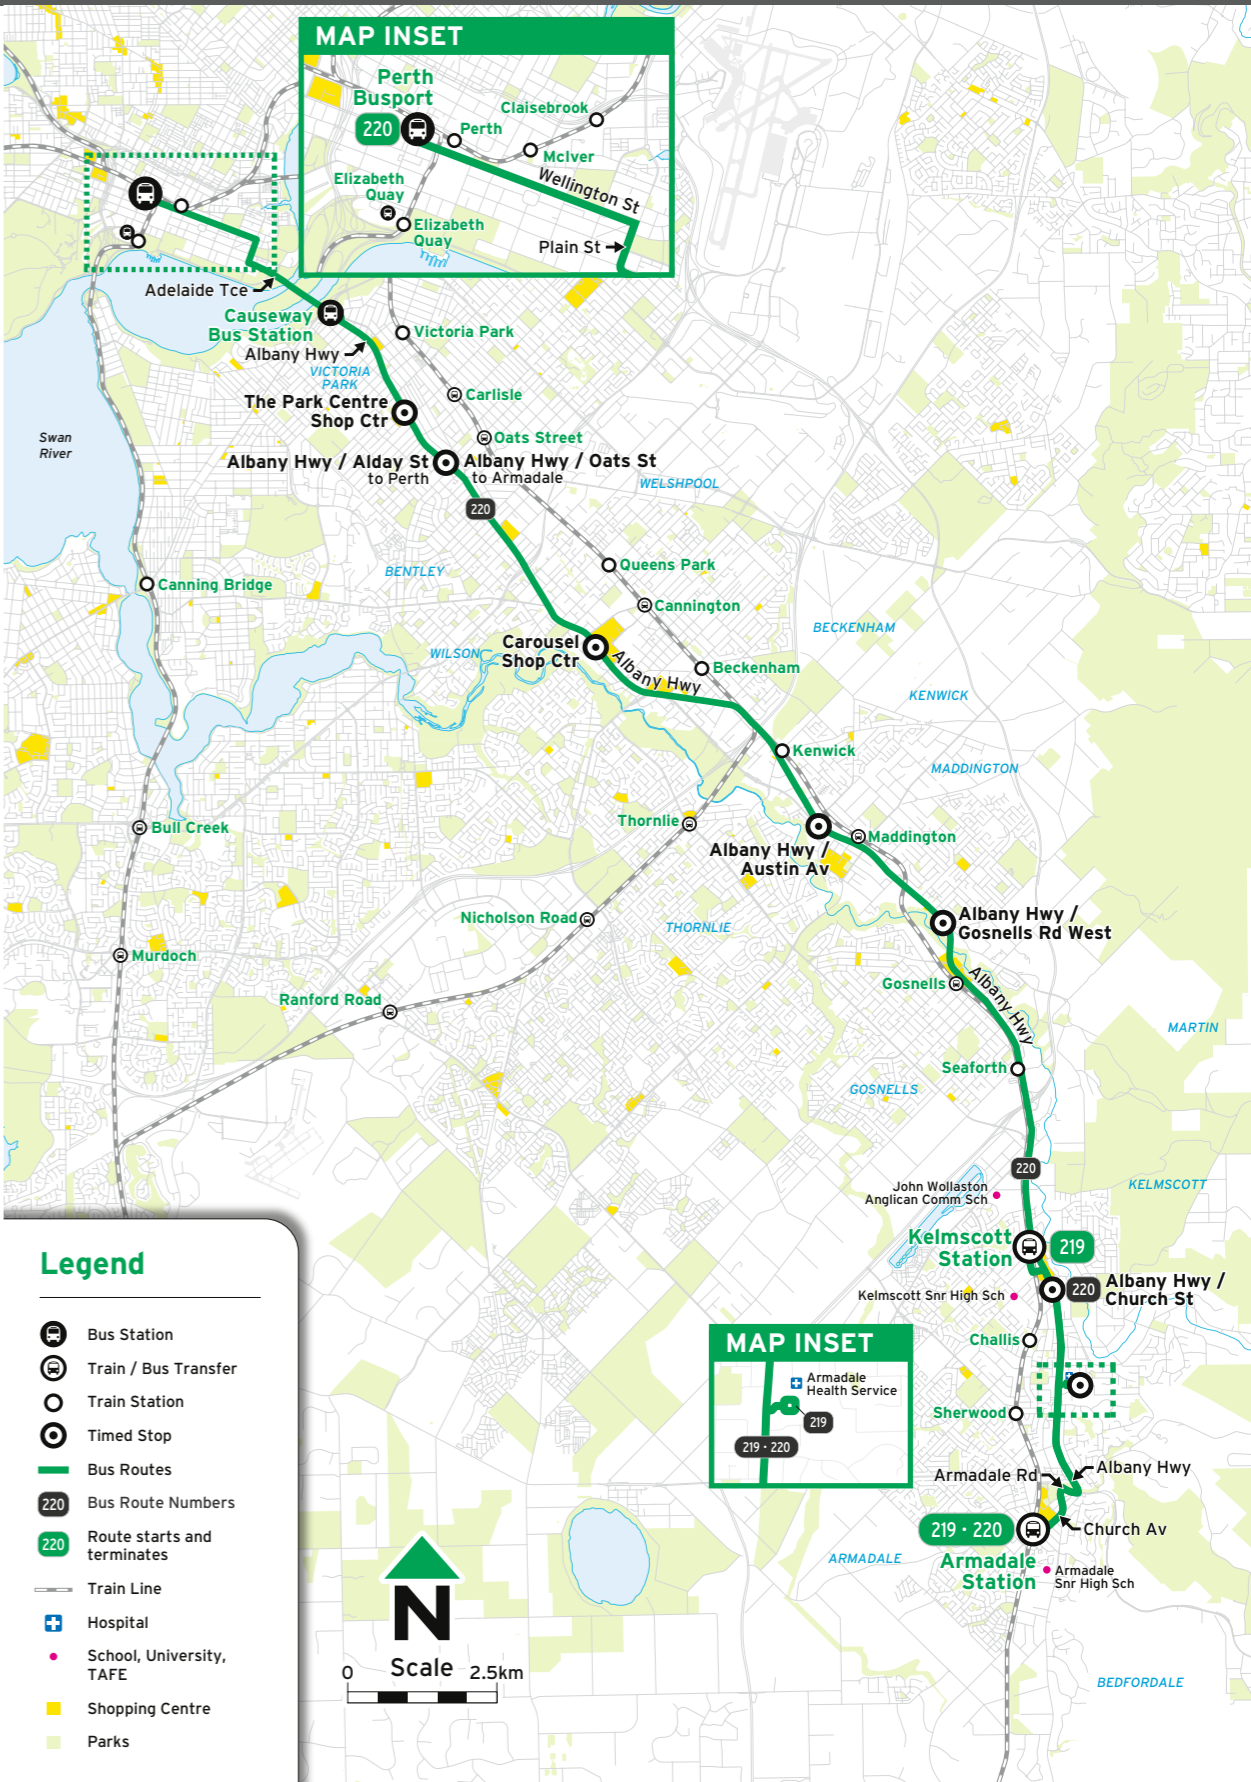 MAP INSET
Perth
Busport
220
Claisebrook
Perth
McIver
Wellington St
Elizabeth
Quay
Elizabeth
Quay
Plain St
Adelaide Tce
Causeway
Bus Station
Albany Hwy
Victoria Park
VICTORIA
PARK
The Park Centre
Shop Ctr
Carlisle
Oats Street
Swan
River
Albany Hwy / Alday St
to Perth
Albany Hwy / Oats St
to Armadale
WELSHPOOL
220
BENTLEY
Queens Park
Canning Bridge
Cannington
BECKENHAM
WILSON
Carousel
Shop Ctr
Albany Hwy
Beckenham
KENWICK
Kenwick
MADDINGTON
Bull Creek
Thornlie
Maddington
Albany Hwy /
Austin Av
Nicholson Road
THORNLIE
Albany Hwy /
Gosnells Rd West
Murdoch
Gosnells
Albany Hwy
Ranford Road
MARTIN
Seaforth
GOSNELLS
220
John Wollaston
Anglican Comm Sch
KELMSCOTT
Kelmscott
Station
219
220
Albany Hwy /
Church St
Kelmscott Snr High Sch
Challis
MAP INSET
Armadale
Health Service
219
219 • 220
Sherwood
Armadale Rd
Albany Hwy
219 • 220
Church Av
Armadale
Station
ARMADALE
Armadale
Snr High Sch
BEDFORDALE
Legend
Bus Station
Train / Bus Transfer
Train Station
Timed Stop
Bus Routes
220
Bus Route Numbers
220
Route starts and
terminates
Train Line
Hospital
School, University,
TAFE
Shopping Centre
Parks
N
0
Scale
2.5km